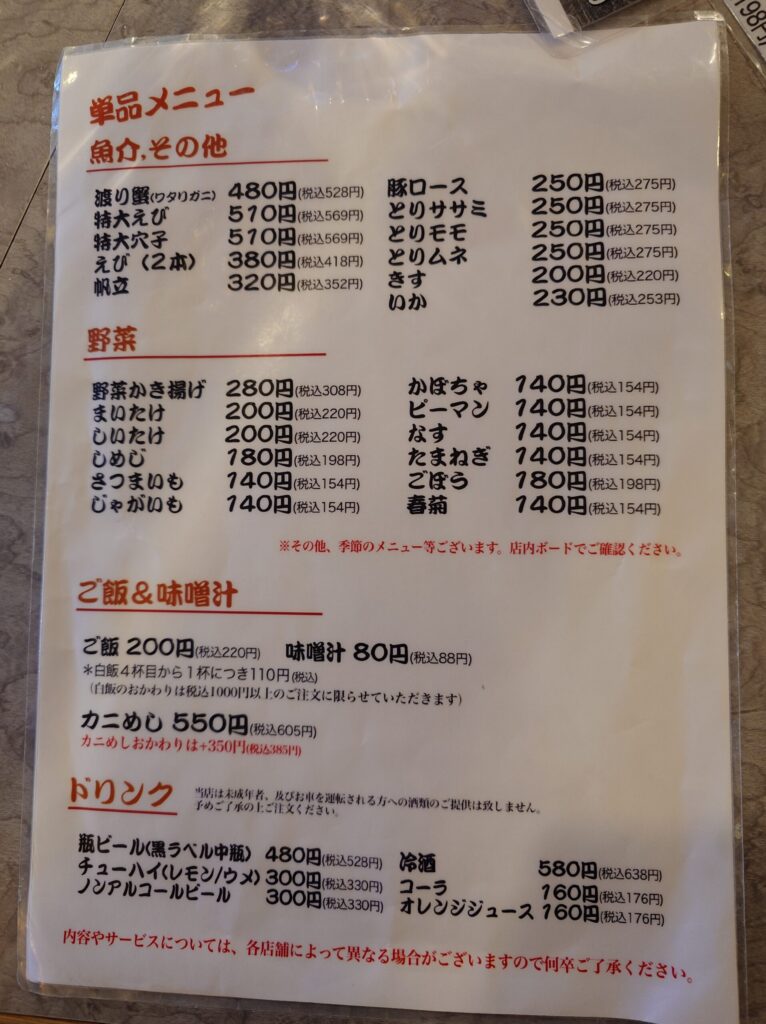 単品メニュー
魚介,その他
渡り蟹(ワタリガニ) 480円(税込528円)
特大えび 510円(税込569円)
特大穴子 510円(税込569円)
えび（2本） 380円(税込418円)
帆立 320円(税込352円)
豚ロース 250円(税込275円)
とりササミ 250円(税込275円)
とりモモ 250円(税込275円)
とりムネ 250円(税込275円)
きす 200円(税込220円)
いか 230円(税込253円)
野菜
野菜かき揚げ 280円(税込308円)
まいたけ 200円(税込220円)
しいたけ 200円(税込220円)
しめじ 180円(税込198円)
さつまいも 140円(税込154円)
じゃがいも 140円(税込154円)
かぼちゃ 140円(税込154円)
ピーマン 140円(税込154円)
なす 140円(税込154円)
たまねぎ 140円(税込154円)
ごぼう 180円(税込198円)
春菊 140円(税込154円)
※その他、季節のメニュー等ございます。店内ボードでご確認ください。
ご飯&味噌汁
ご飯 200円(税込220円) 味噌汁 80円(税込88円)
＊白飯４杯目から１杯につき110円(税込)
（白飯のおかわりは税込1000円以上のご注文に限らせていただきます）
カニめし 550円(税込605円)
カニめしおかわりは+350円(税込385円)
ドリンク
当店は未成年者、及びお車を運転される方への酒類のご提供は致しません。
予めご了承の上ご注文ください。
瓶ビール(黒ラベル中瓶) 480円(税込528円)
チューハイ(レモン/ウメ) 300円(税込330円)
ノンアルコールビール 300円(税込330円)
冷酒 580円(税込638円)
コーラ 160円(税込176円)
オレンジジュース 160円(税込176円)
内容やサービスについては、各店舗によって異なる場合がございますので何卒ご了承ください。
198円